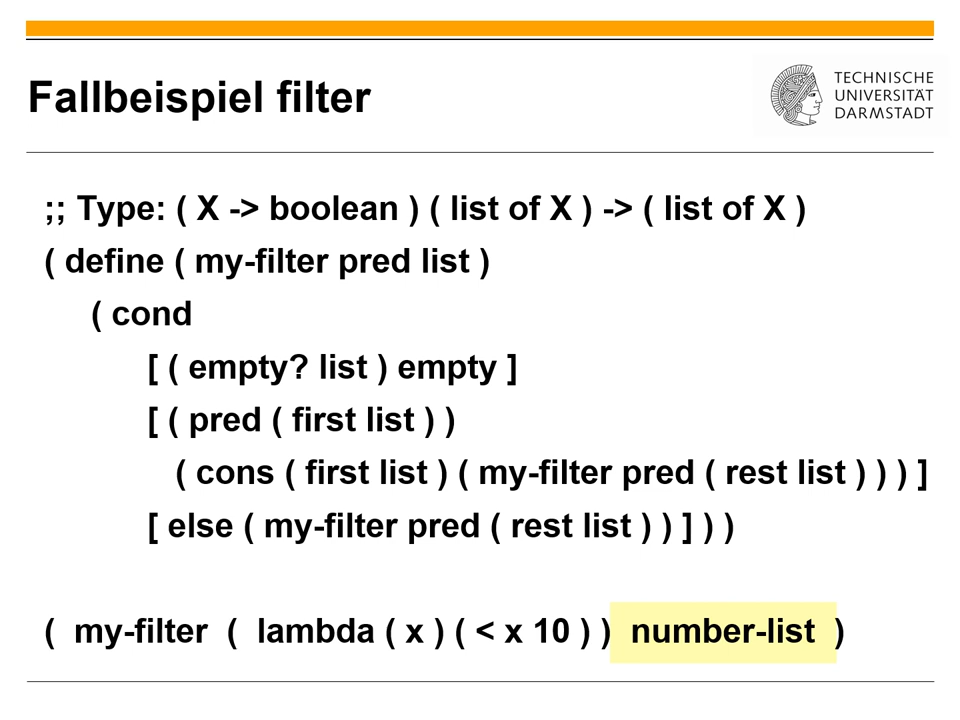 Fallbeispiel filter
TECHNISCHE
UNIVERSITÄT
DARMSTADT
;; Type: ( X -> boolean ) ( list of X ) -> ( list of X )
( define ( my-filter pred list )
( cond
[ ( empty? list ) empty ]
[ ( pred ( first list ) )
( cons ( first list ) ( my-filter pred ( rest list ) ) ) ]
[ else ( my-filter pred ( rest list ) ) ] ) )
( my-filter ( lambda ( x ) ( < x 10 ) ) number-list )